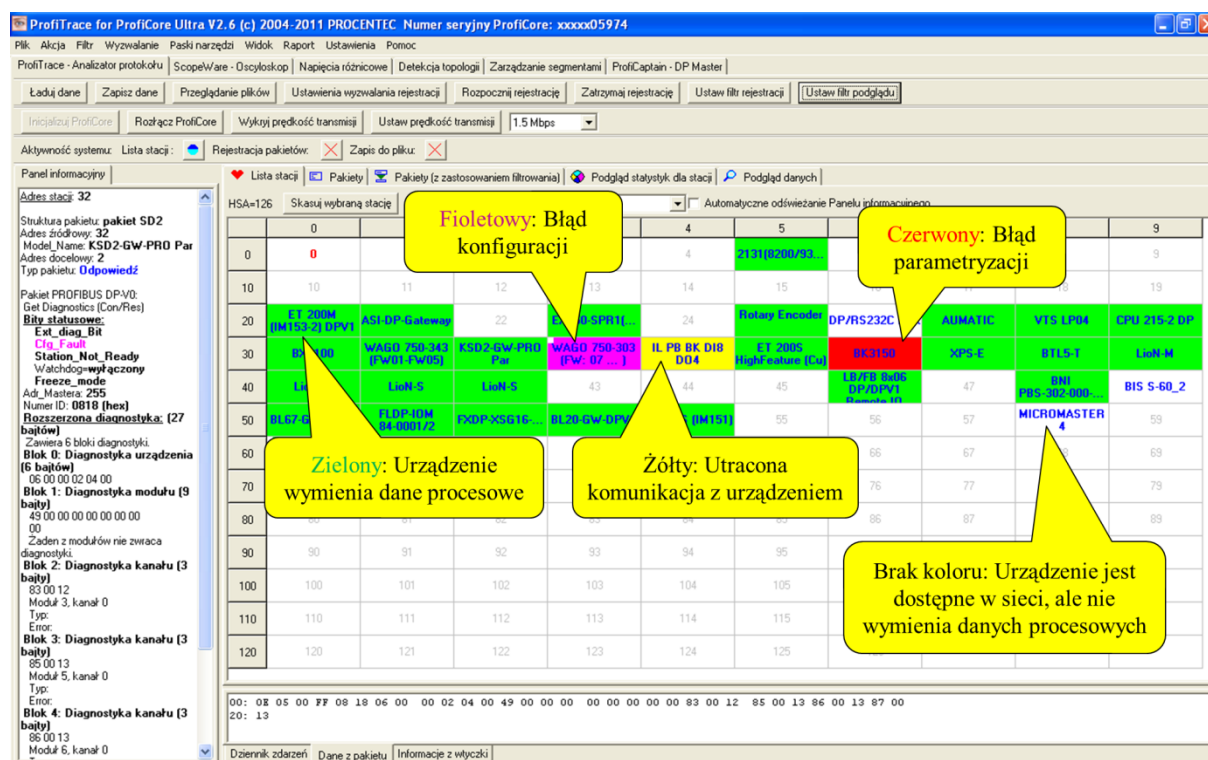 ProfiTrace for ProfiCore Ultra V2.6 (c) 2004-2011 PROCENTEC Numer seryjny ProfiCore: xxxxx05974
Plik Akcja Filtr Wyzwalanie Paski narzędzi Widok Raport Ustawienia Pomoc
ProfiTrace - Analizator protokołu ScopeWare - Oscyloskop Napięcia różnicowe Detekcja topologii Zarządzanie segmentami ProfiCaptain - DP Master
Ładuj dane Zapisz dane Przeglądanie plików Ustawienia wyzwalania rejestracji Rozpocznij rejestrację Zatrzymaj rejestrację Ustaw filtr rejestracji Ustaw filtr podglądu
Inicjalizuj ProfiCore Rozłącz ProfiCore Wykryj prędkość transmisji Ustaw prędkość transmisji 1.5 Mbps
Aktywność systemu: Lista stacji: Rejestracja pakietów: Zapis do pliku:
Panel informacyjny
Adres stacji: 32
Struktura pakietu: pakiet SD2
Adres źródłowy: 32
Model_Name: KSD2-GW-PRO Par
Adres docelowy: 2
Typ pakietu: Odpowiedź
Pakiet PROFIBUS DP-V0:
Get Diagnostics (Con/Res)
Bity statusowe:
Ext_diag_Bit
Cfg_Fault
Station_Not_Ready
Watchdog=wyłączony
Freeze_mode
Adr_Mastera: 255
Numer ID: 0818 (hex)
Rozszerzona diagnostyka: (27
bajtów)
Zawiera 6 bloki diagnostyki.
Blok 0: Diagnostyka urządzenia
(6 bajtów)
06 00 00 02 04 00
Blok 1: Diagnostyka modułu (9
bajty)
49 00 00 00 00 00 00 00
00
Żaden z modułów nie zwraca
diagnostyki.
Blok 2: Diagnostyka kanału (3
bajty)
83 00 12
Moduł 3, kanał 0
Typ:
Error:
Blok 3: Diagnostyka kanału (3
bajty)
85 00 13
Moduł 5, kanał 0
Typ:
Error:
Blok 4: Diagnostyka kanału (3
bajty)
86 00 13
Moduł 6, kanał 0
Lista stacji Pakiety Pakiety (z zastosowaniem filtrowania) Podgląd statystyk dla stacji Podgląd danych
HSA=126 Skasuj wybraną stację Automatyczne odświeżanie Panelu informacyjnego
0 4 5 9
0 0 4 2131(8200/93... 9
10 10 11 12 13 14 15 19
20 ET 200M (IM153-2) DPV1 ASI-DP-Gateway 22 24 Rotary Encoder DP/RS232C AUMATIC VTS LP04 CPU 215-2 DP
30 WAGO 750-343 (FW01-FW05) KSD2-GW-PRO Par WAGO 750-303 (FW: 07 ... ) IL PB BK DI8 DO4 ET 200S HighFeature (Cu) BK3150 XPS-E BTL5-T LioN-M
40 LioN-S LioN-S 43 44 45 LB/FB 8x06 DP/DPV1 Remote IO 47 BNI PBS-302-000-... BIS S-60_2
50 FLDP-IOM 84-0001/2 FXDP-XSG16-... BL20-GW-DPV (IM151) 55 56 57 MICROMASTER 4 59
60 66 67 69
70 76 77 79
80 80 81 82 83 84 85 86 87 89
90 90 91 92 93 94 95
100 100 101 102 103 104 105
110 110 111 112 113 114 115
120 120 121 122 123 124 125
Fioletowy: Błąd
konfiguracji
Czerwony: Błąd
parametryzacji
Zielony: Urządzenie
wymienia dane procesowe
Żółty: Utracona
komunikacja z urządzeniem
Brak koloru: Urządzenie jest
dostępne w sieci, ale nie
wymienia danych procesowych
00: 0E 05 00 FF 08 18 06 00 00 02 04 00 49 00 00 00 00 00 00 00 00 83 00 12 85 00 13 86 00 13 87 00
20: 13
Dziennik zdarzeń Dane z pakietu Informacje z wtyczki